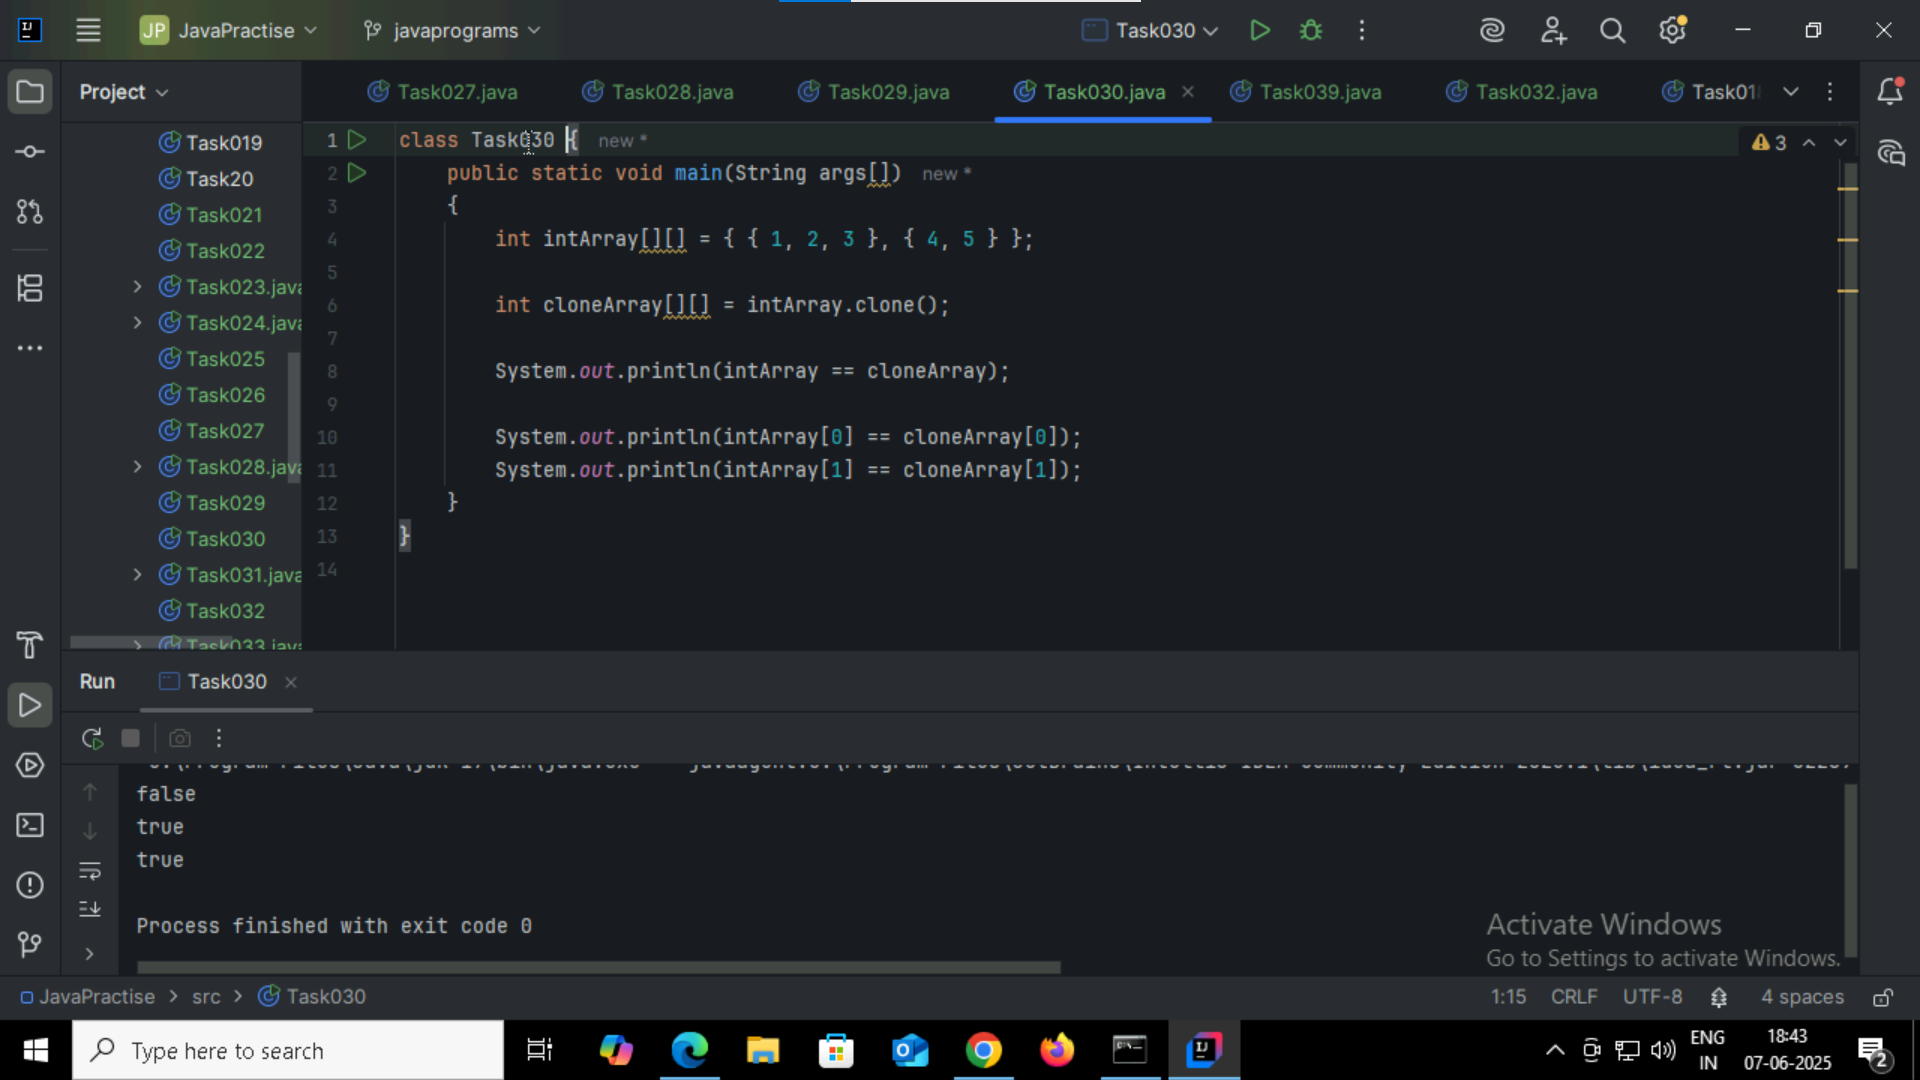 JP JavaPractise
javaprograms
Task030
Project
Task027.java
Task028.java
Task029.java
Task030.java
Task039.java
Task032.java
Task01
Task019
Task20
Task021
Task022
Task023.java
Task024.java
Task025
Task026
Task027
Task028.java
Task029
Task030
Task031.java
Task032
Task033.java
1 class Task030 { new *
2 public static void main(String args[]) new *
3 {
4 int intArray[][] = { { 1, 2, 3 }, { 4, 5 } };
5
6 int cloneArray[][] = intArray.clone();
7
8 System.out.println(intArray == cloneArray);
9
10 System.out.println(intArray[0] == cloneArray[0]);
11 System.out.println(intArray[1] == cloneArray[1]);
12 }
13 }
14
3
Run
Task030
false
true
true
Process finished with exit code 0
Activate Windows
Go to Settings to activate Windows.
JavaPractise > src > Task030
1:15 CRLF UTF-8 4 spaces
Type here to search
ENG
IN
18:43
07-06-2025
2